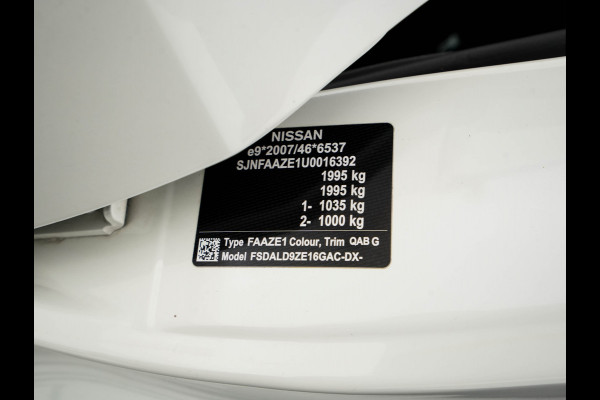 NISSAN
e9*2007/46*6537
SJNFAAZE1U0016392
1995 kg
1995 kg
1- 1035 kg
2- 1000 kg
Type FAAZE1 Colour, Trim QAB G
Model FSDALD9ZE16GAC-DX-